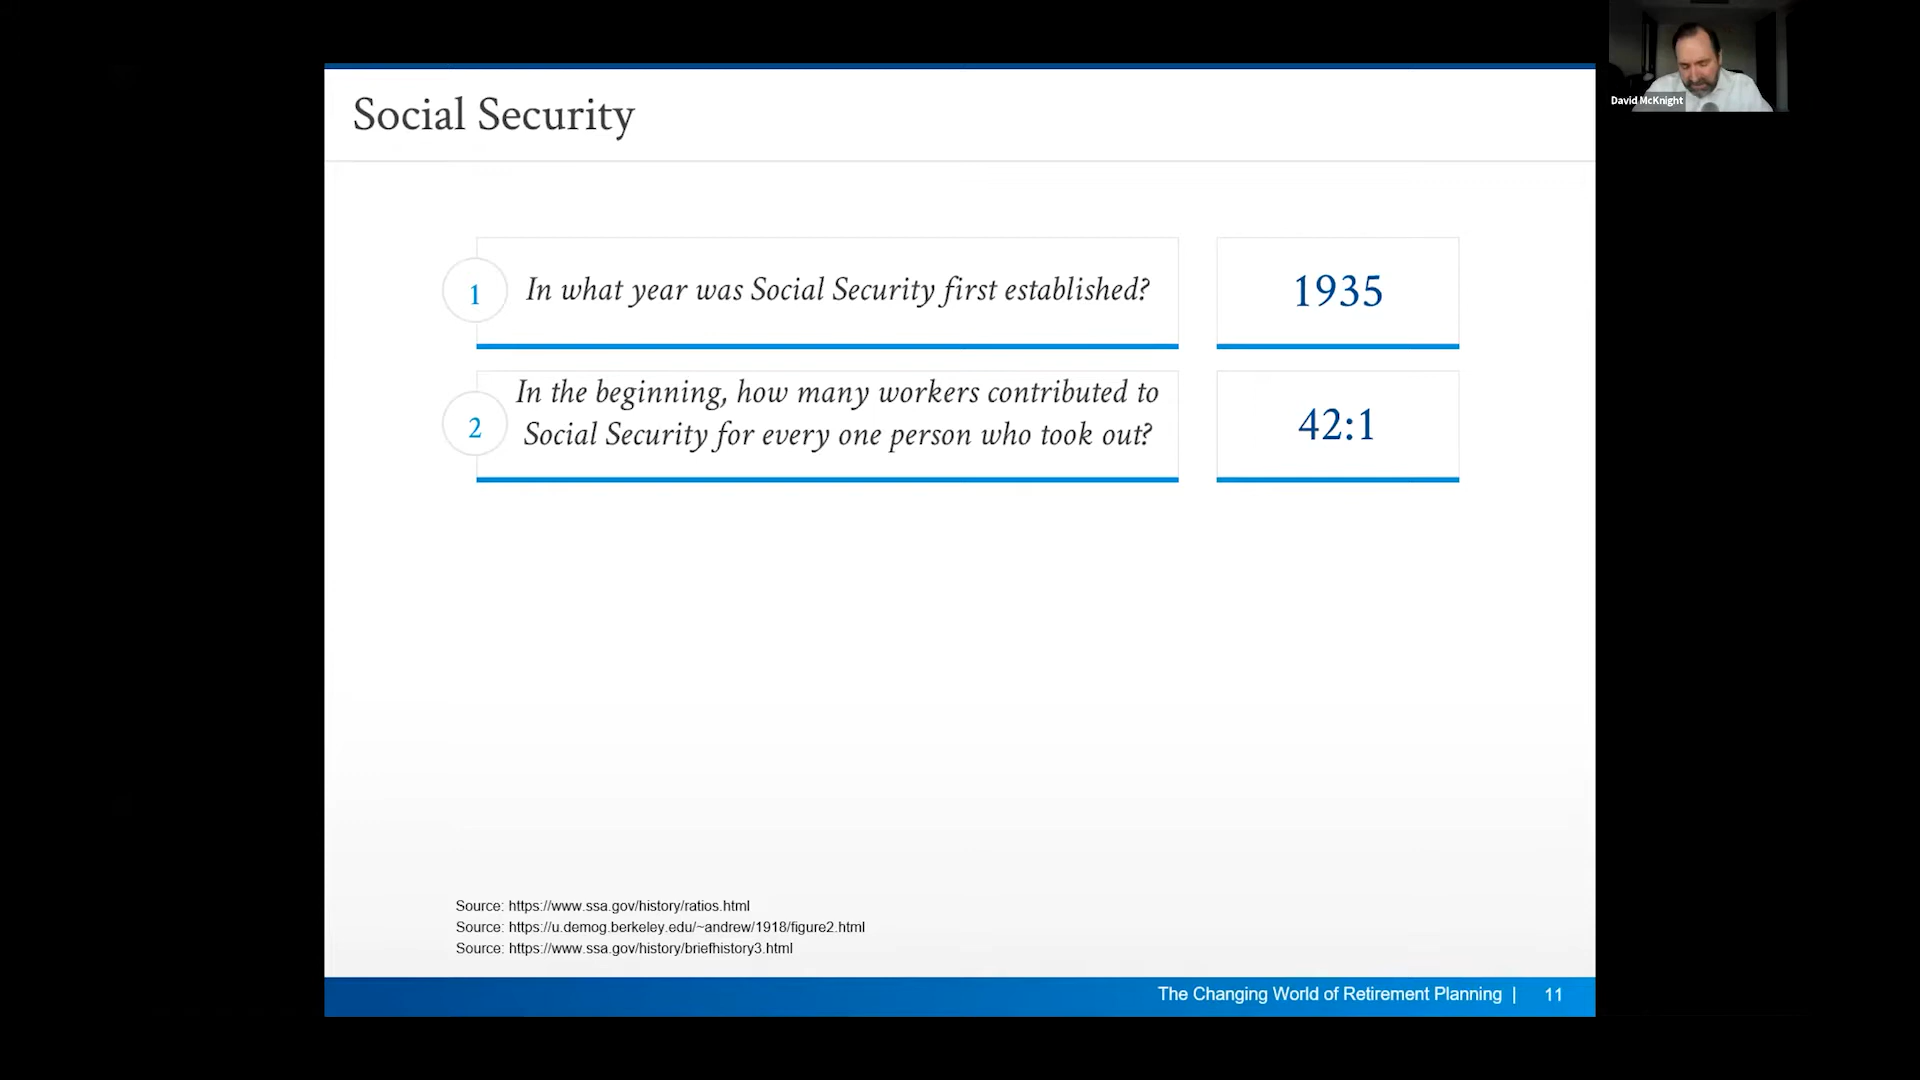 David McKnight
Social Security
1
In what year was Social Security first established?
1935
2
In the beginning, how many workers contributed to
Social Security for every one person who took out?
42:1
Source: https://www.ssa.gov/history/ratios.html
Source: https://u.demog.berkeley.edu/~andrew/1918/figure2.html
Source: https://www.ssa.gov/history/briefhistory3.html
The Changing World of Retirement Planning | 11